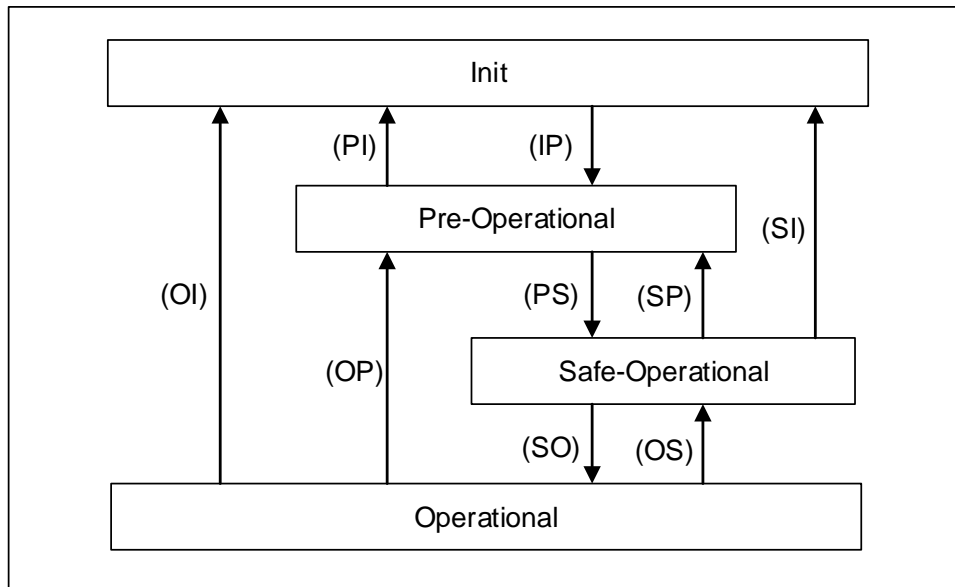 Init
(PI)
(IP)
Pre-Operational
(SI)
(OI)
(PS)
(SP)
(OP)
Safe-Operational
(SO)
(OS)
Operational